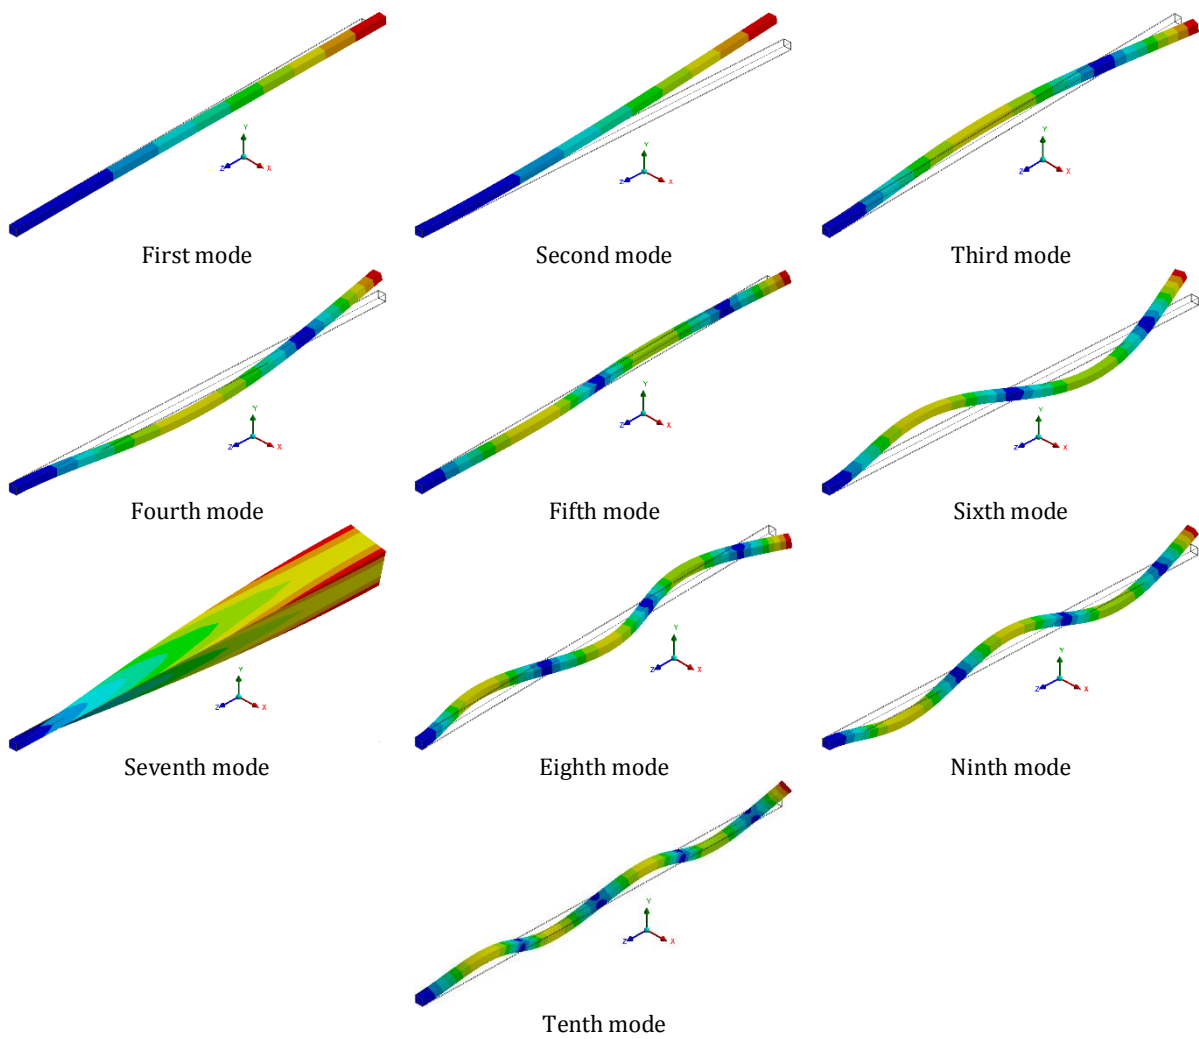 Y
Z
X
First mode
Y
Z
X
Second mode
Y
Z
X
Third mode
Y
Z
X
Fourth mode
Y
Z
X
Fifth mode
Y
Z
X
Sixth mode
Y
Z
X
Seventh mode
Y
Z
X
Eighth mode
Y
Z
X
Ninth mode
Y
Z
X
Tenth mode